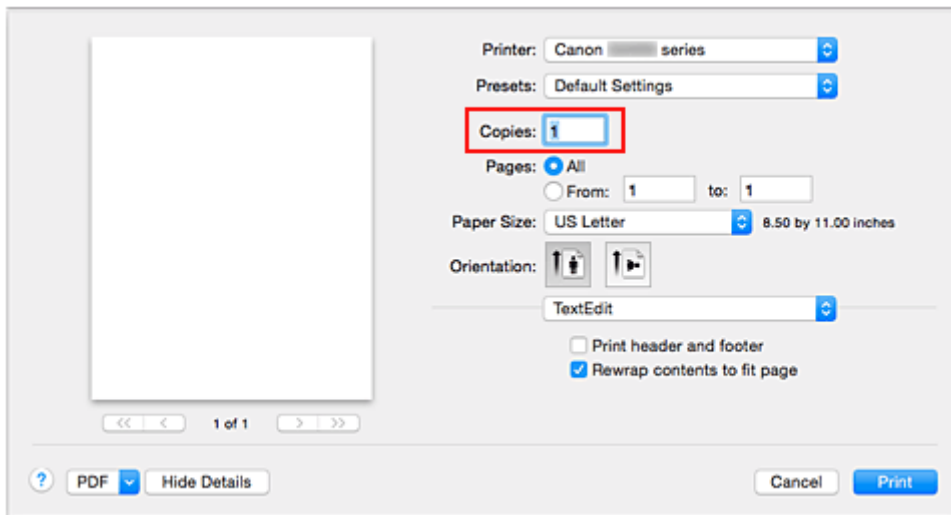 Printer: Canon series
Presets: Default Settings
Copies: 1
Pages: All
From: 1 to: 1
Paper Size: US Letter 8.50 by 11.00 inches
Orientation:
TextEdit
Print header and footer
Rewrap contents to fit page
<< < 1 of 1 > >>
? PDF Hide Details Cancel Print